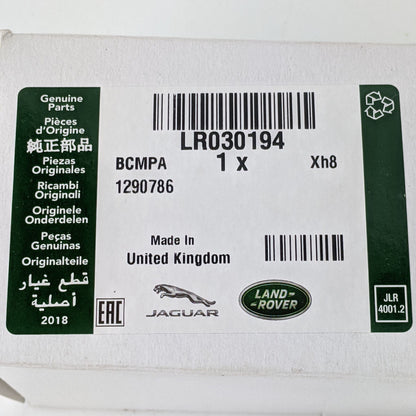 Genuine
Parts
Pièces
d'Origine
純正部品
Piezas
Originales
Ricambi
Originali
Originele
Onderdelen
Peças
Genuinas
Originalteile
قطع غيار
أصلية
2018
LR030194
BCMPA 1 x Xh8
1290786
Made In
United Kingdom
EAC
JAGUAR
LAND-
-ROVER
JLR
4001.2